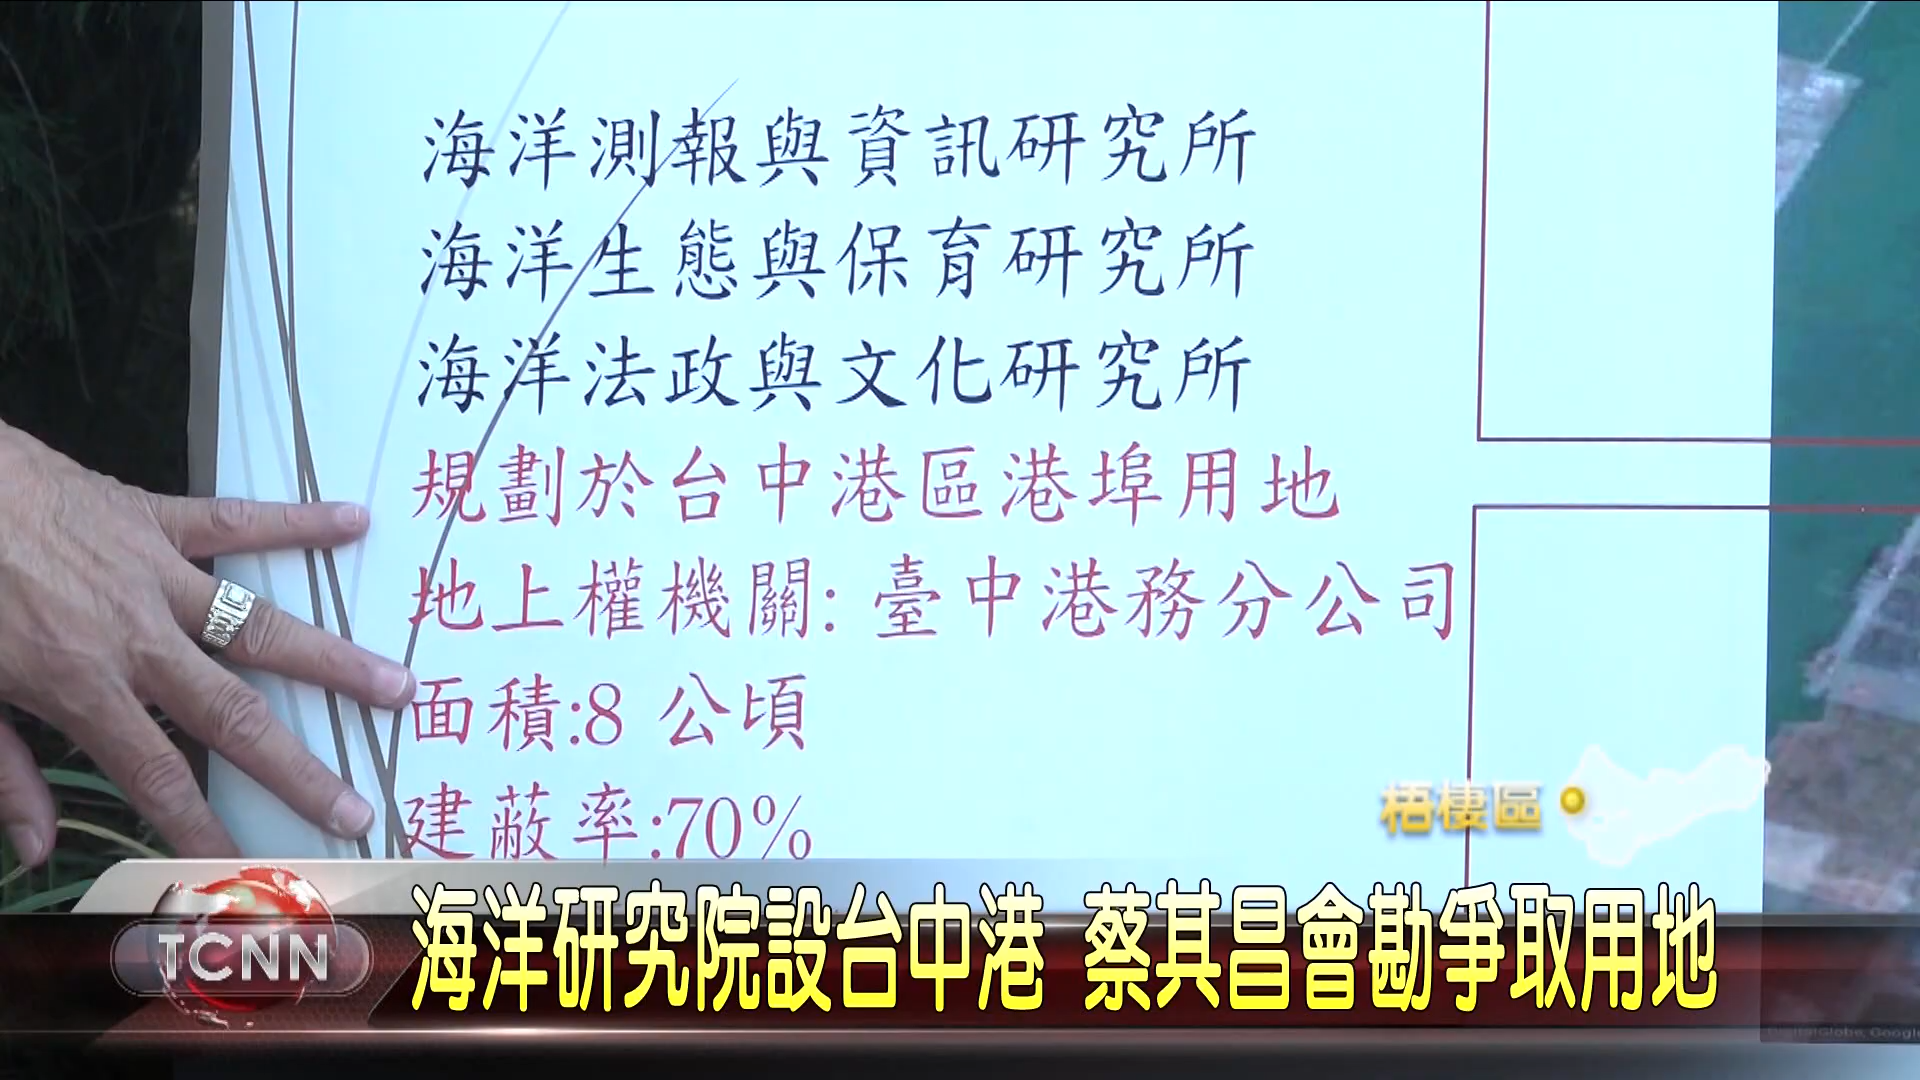 海洋測報與資訊研究所
海洋生態與保育研究所
海洋法政與文化研究所
規劃於台中港區港埠用地
地上權機關: 臺中港務分公司
面積:8 公頃
建蔽率:70%
梧棲區
TCNN
海洋研究院設台中港 蔡其昌會勘爭取用地
DigitalGlobe, Google